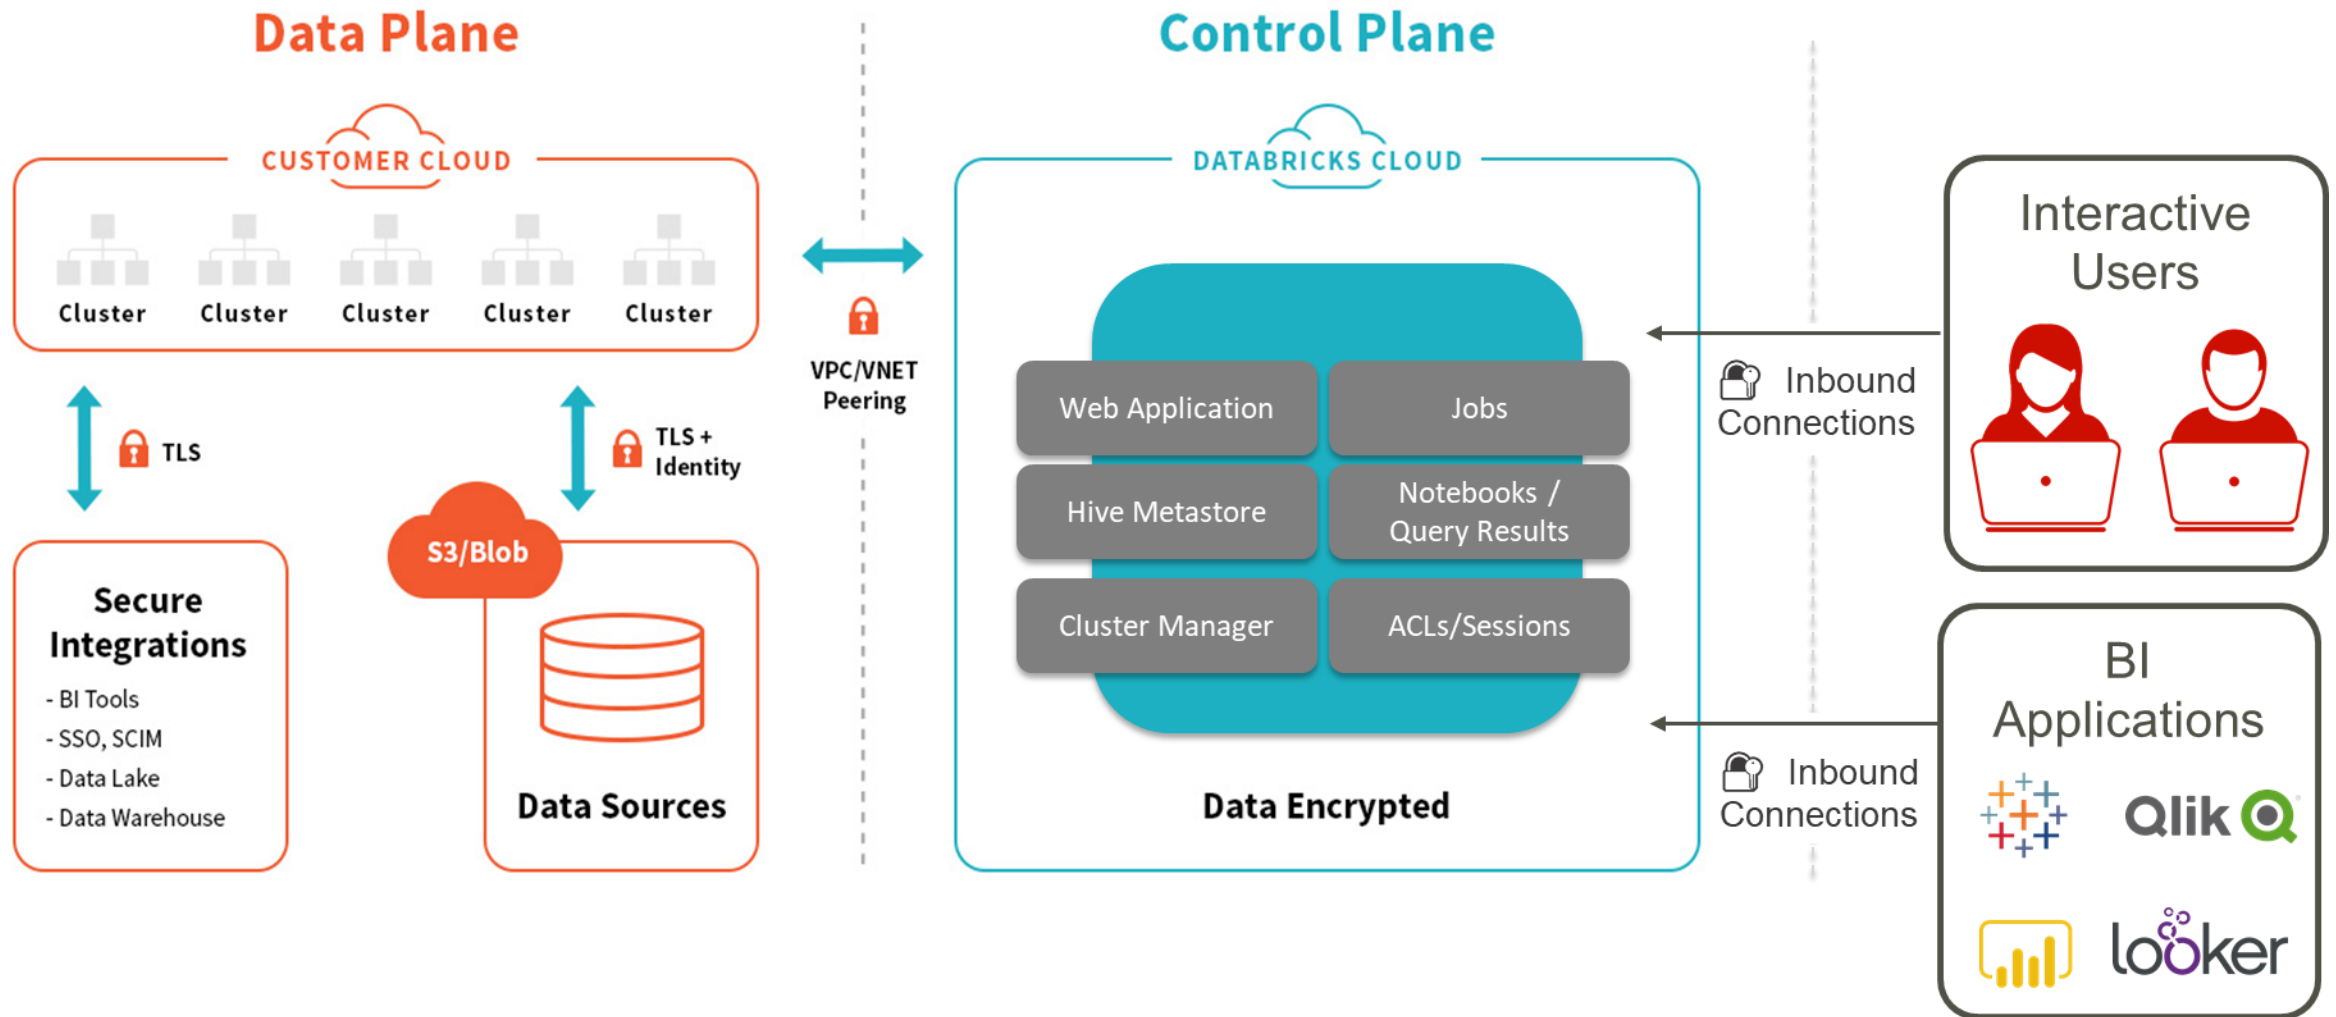 Data Plane
CUSTOMER CLOUD
Cluster
Cluster
Cluster
Cluster
Cluster
TLS
TLS +
Identity
Secure
Integrations
- BI Tools
- SSO, SCIM
- Data Lake
- Data Warehouse
S3/Blob
Data Sources
VPC/VNET
Peering
Control Plane
DATABRICKS CLOUD
Web Application
Jobs
Hive Metastore
Notebooks /
Query Results
Cluster Manager
ACLs/Sessions
Data Encrypted
Inbound
Connections
Inbound
Connections
Interactive
Users
BI
Applications
Qlik
looker